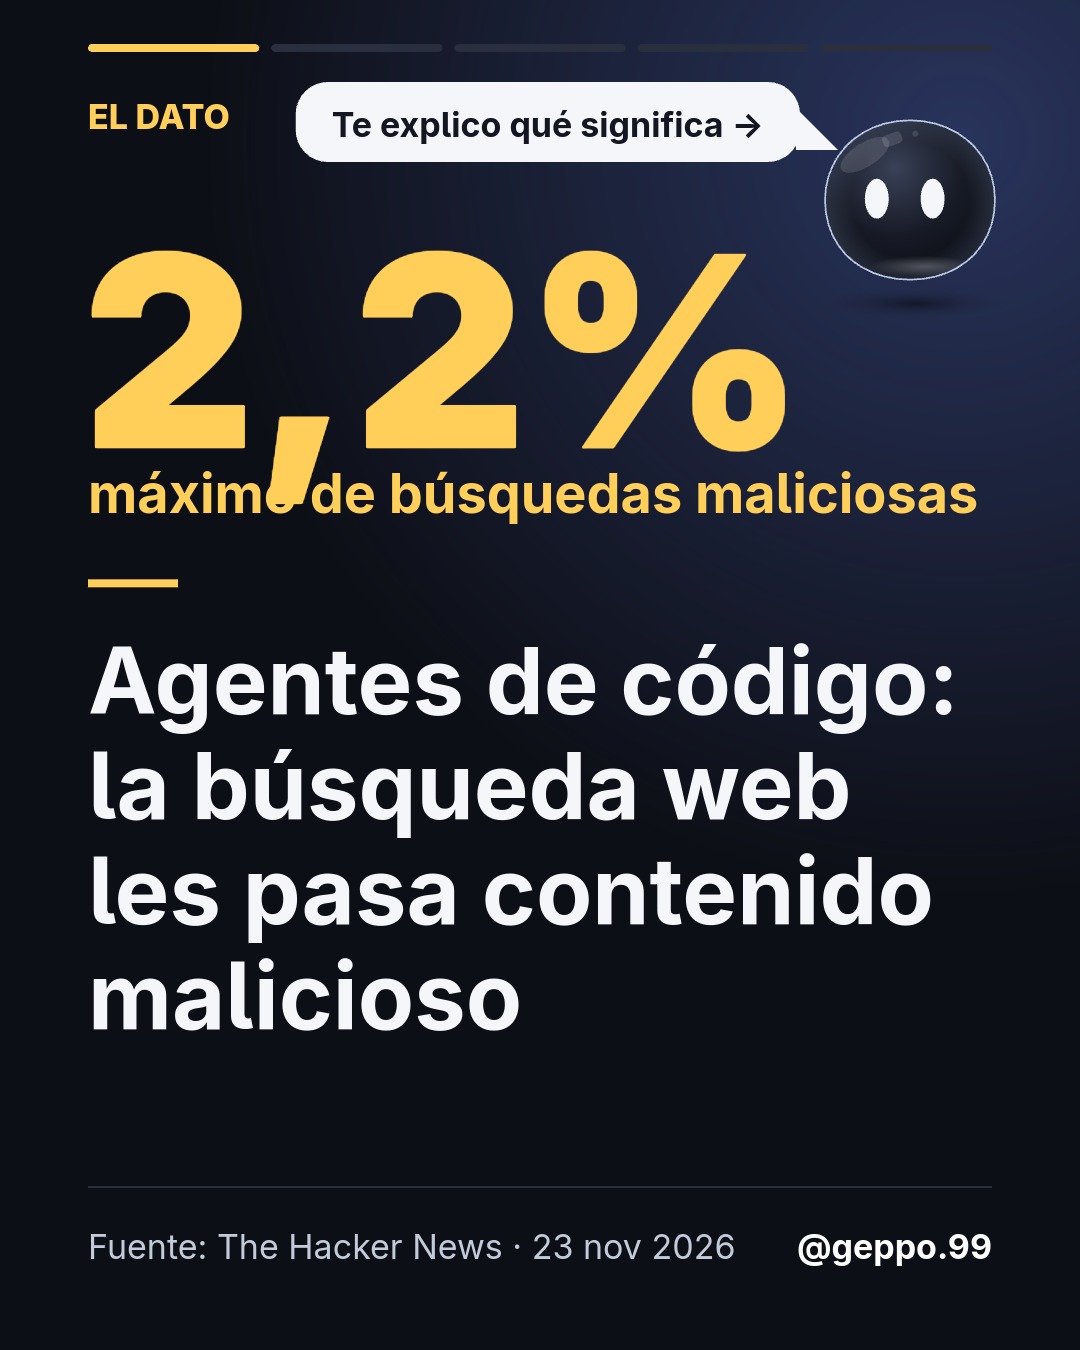 EL DATO
Te explico qué significa →
2,2%
máximo de búsquedas maliciosas
Agentes de código:
la búsqueda web
les pasa contenido
malicioso
Fuente: The Hacker News · 23 nov 2026
@geppo.99